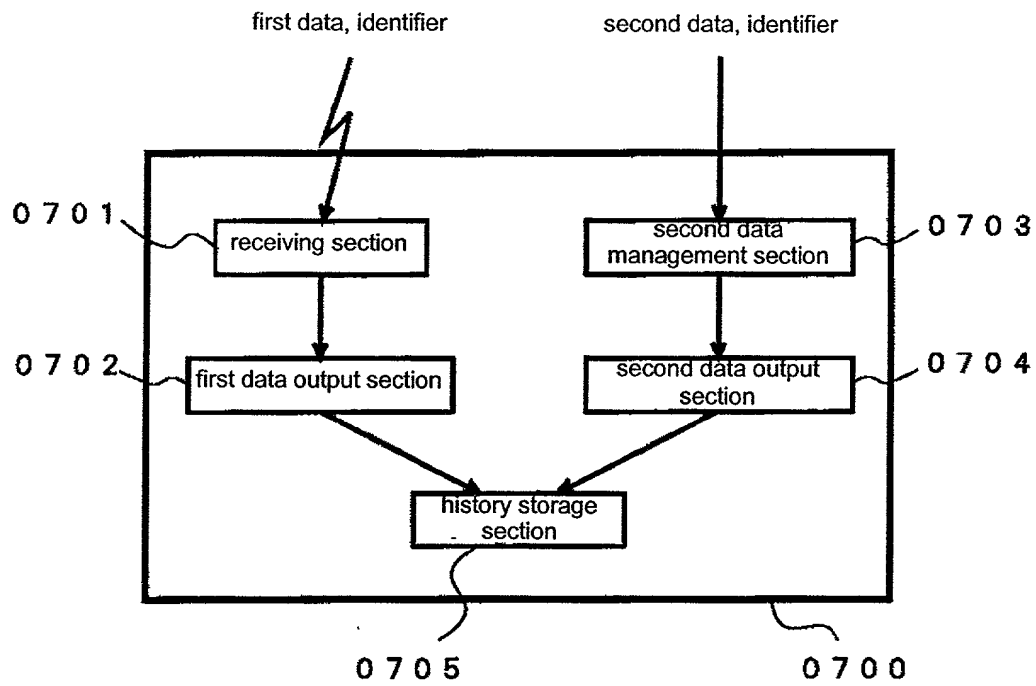 first data, identifier
second data, identifier
0701
receiving section
second data
management section
0703
0702
first data output section
second data output
section
0704
history storage
section
0705
0700